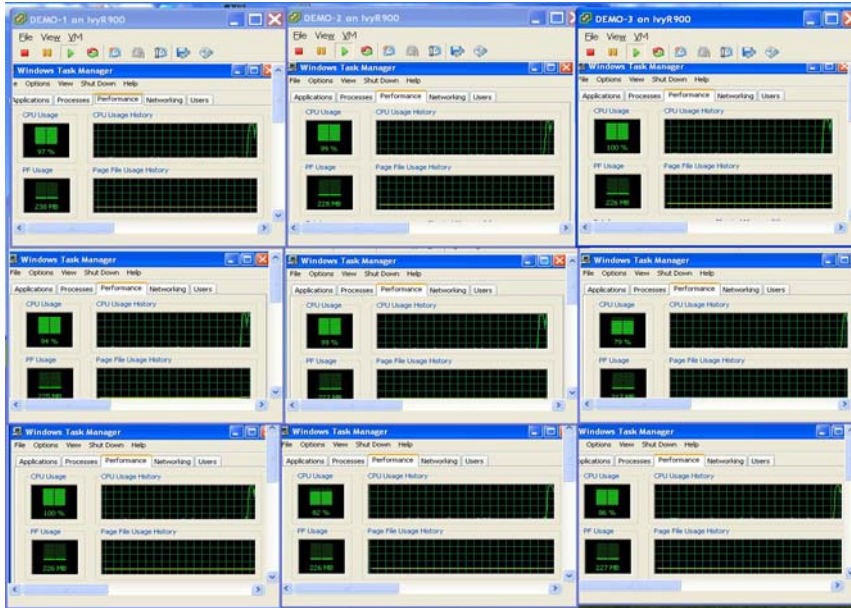 DEMO-1 on IvyR900
File View VM
Windows Task Manager
e Options View Shut Down Help
Applications Processes Performance Networking Users
CPU Usage CPU Usage History
97 %
PF Usage Page File Usage History
238 MB
DEMO-2 on IvyR900
File View VM
Windows Task Manager
File Options View Shut Down Help
Applications Processes Performance Networking Users
CPU Usage CPU Usage History
99 %
PF Usage Page File Usage History
228 MB
DEMO-3 on IvyR900
File View VM
Windows Task Manager
File Options View Shut Down Help
Applications Processes Performance Networking Users
CPU Usage CPU Usage History
100 %
PF Usage Page File Usage History
226 MB
Windows Task Manager
File Options View Shut Down Help
Applications Processes Performance Networking Users
CPU Usage CPU Usage History
94 %
PF Usage Page File Usage History
Windows Task Manager
File Options View Shut Down Help
Applications Processes Performance Networking Users
CPU Usage CPU Usage History
99 %
PF Usage Page File Usage History
Windows Task Manager
File Options View Shut Down Help
Applications Processes Performance Networking Users
CPU Usage CPU Usage History
79 %
PF Usage Page File Usage History
Windows Task Manager
File Options View Shut Down Help
Applications Processes Performance Networking Users
CPU Usage CPU Usage History
100 %
PF Usage Page File Usage History
226 MB
Windows Task Manager
File Options View Shut Down Help
Applications Processes Performance Networking Users
CPU Usage CPU Usage History
82 %
PF Usage Page File Usage History
226 MB
Windows Task Manager
Options View Shut Down Help
plications Processes Performance Networking Users
CPU Usage CPU Usage History
86 %
PF Usage Page File Usage History
227 MB